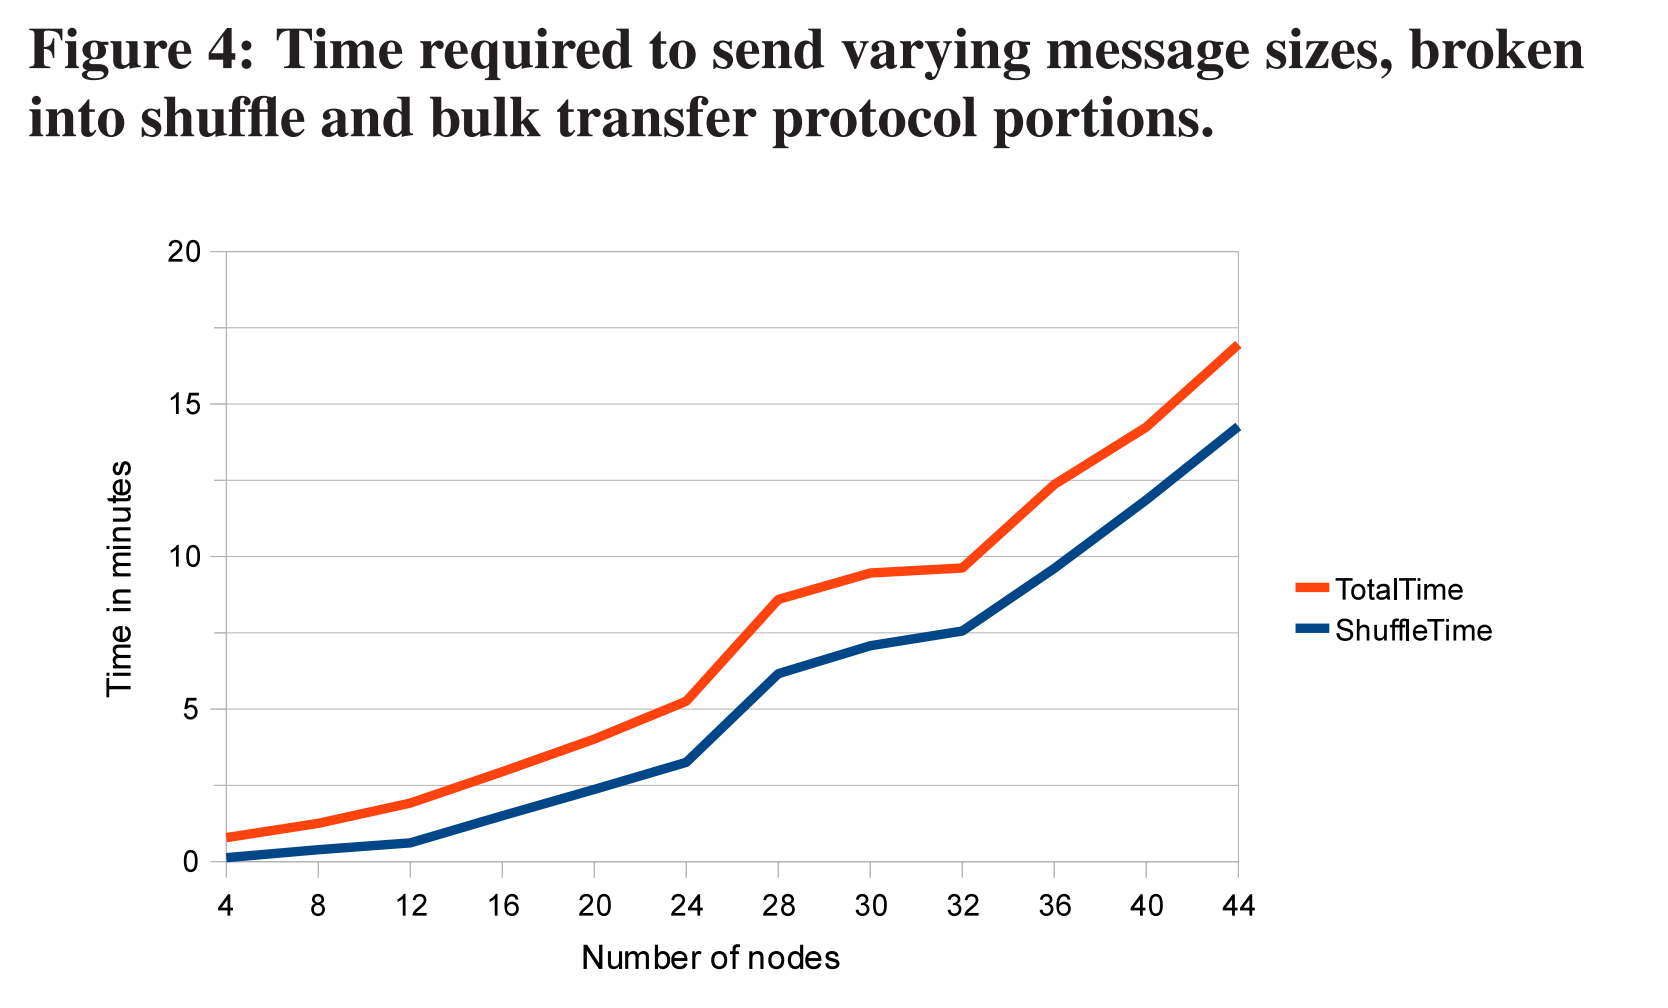 Figure 4: Time required to send varying message sizes, broken
into shuffle and bulk transfer protocol portions.
20
15
10
5
0
Time in minutes
4 8 12 16 20 24 28 30 32 36 40 44
Number of nodes
TotalTime
ShuffleTime